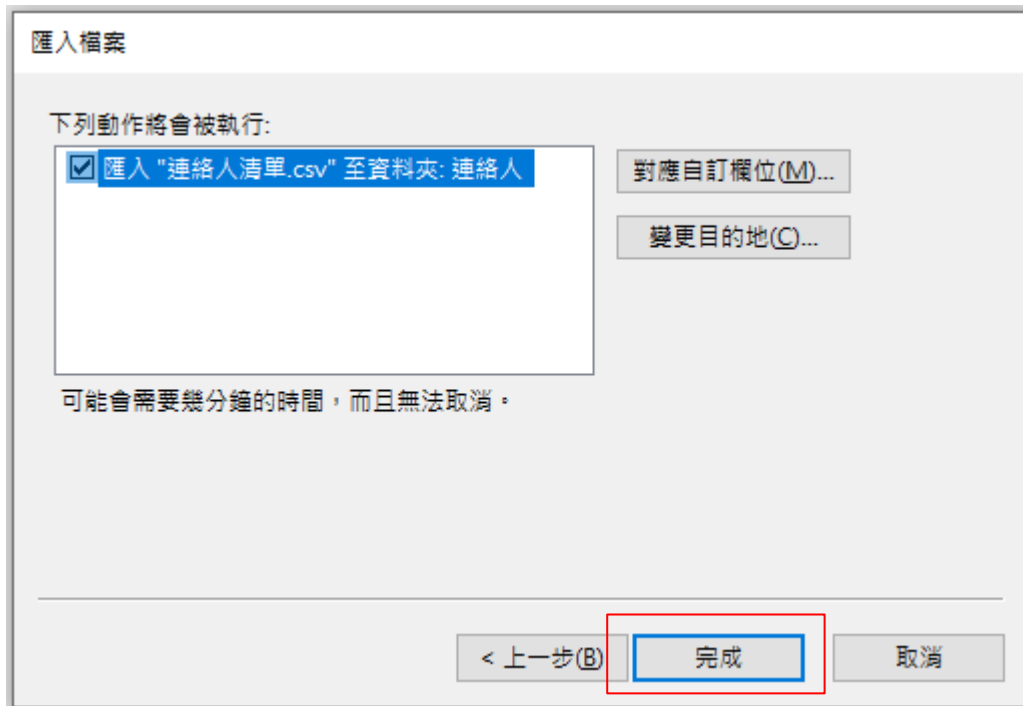 匯入檔案
下列動作將會被執行:
匯入 "連絡人清單.csv" 至資料夾: 連絡人
對應自訂欄位(M)...
變更目的地(C)...
可能會需要幾分鐘的時間，而且無法取消。
< 上一步(B)
完成
取消